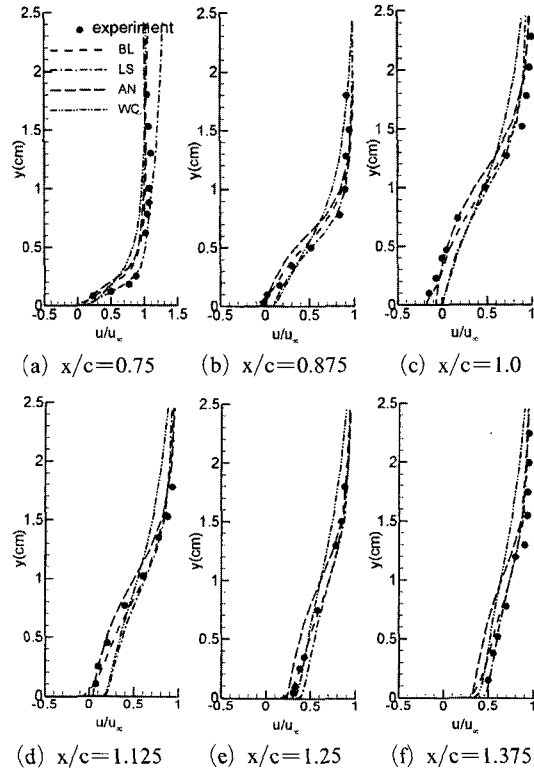 2.5
2
1.5
1
0.5
0
-0.5 0 0.5 1 1.5
y(cm)
u/u∞
experiment
BL
LS
AN
WC
(a) x/c=0.75
2.5
2
1.5
1
0.5
0
-0.5 0 0.5 1
y(cm)
u/u∞
(b) x/c=0.875
2.5
2
1.5
1
0.5
0
-0.5 0 0.5 1
y(cm)
u/u∞
(c) x/c=1.0
2.5
2
1.5
1
0.5
0
-0.5 0 0.5 1
y(cm)
u/u∞
(d) x/c=1.125
2.5
2
1.5
1
0.5
0
-0.5 0 0.5 1
y(cm)
u/u∞
(e) x/c=1.25
2.5
2
1.5
1
0.5
0
-0.5 0 0.5 1
y(cm)
u/u∞
(f) x/c=1.375